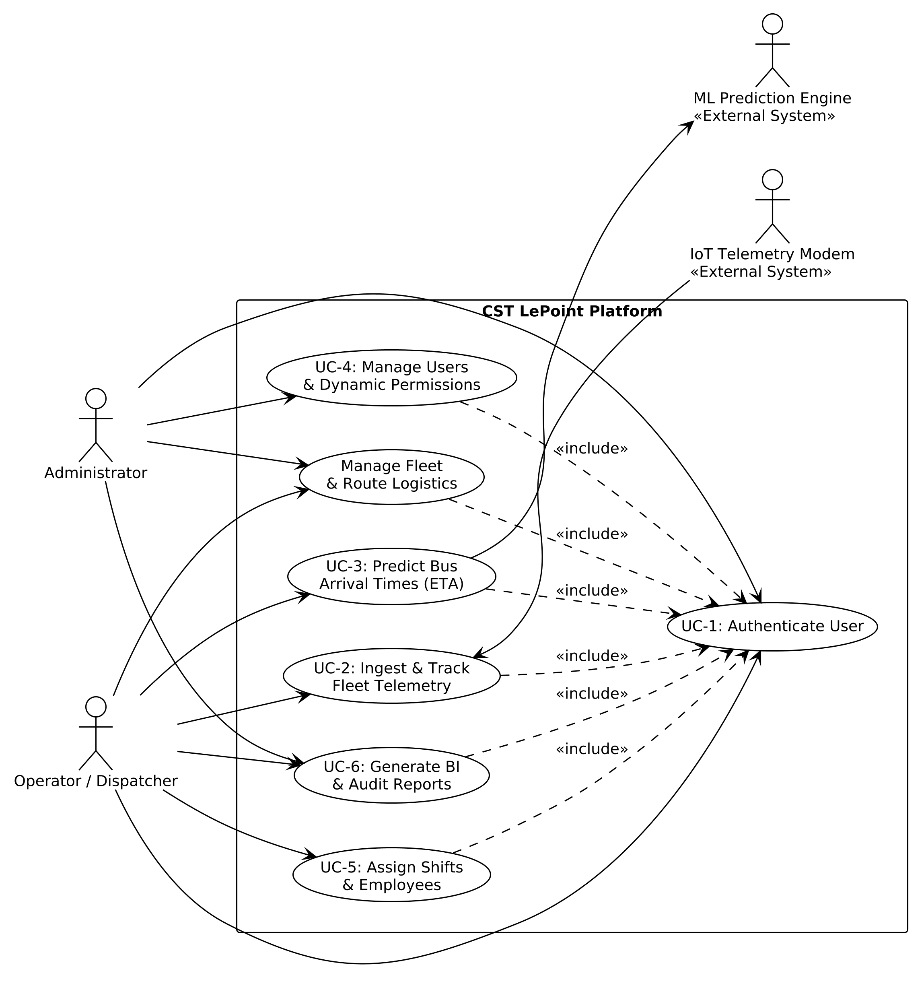 ML Prediction Engine
«External System»
IoT Telemetry Modem
«External System»
CST LePoint Platform
UC-4: Manage Users
& Dynamic Permissions
«include»
Administrator
Manage Fleet
& Route Logistics
«include»
UC-3: Predict Bus
Arrival Times (ETA)
«include»
UC-1: Authenticate User
UC-2: Ingest & Track
Fleet Telemetry
«include»
«include»
Operator / Dispatcher
UC-6: Generate BI
& Audit Reports
«include»
UC-5: Assign Shifts
& Employees